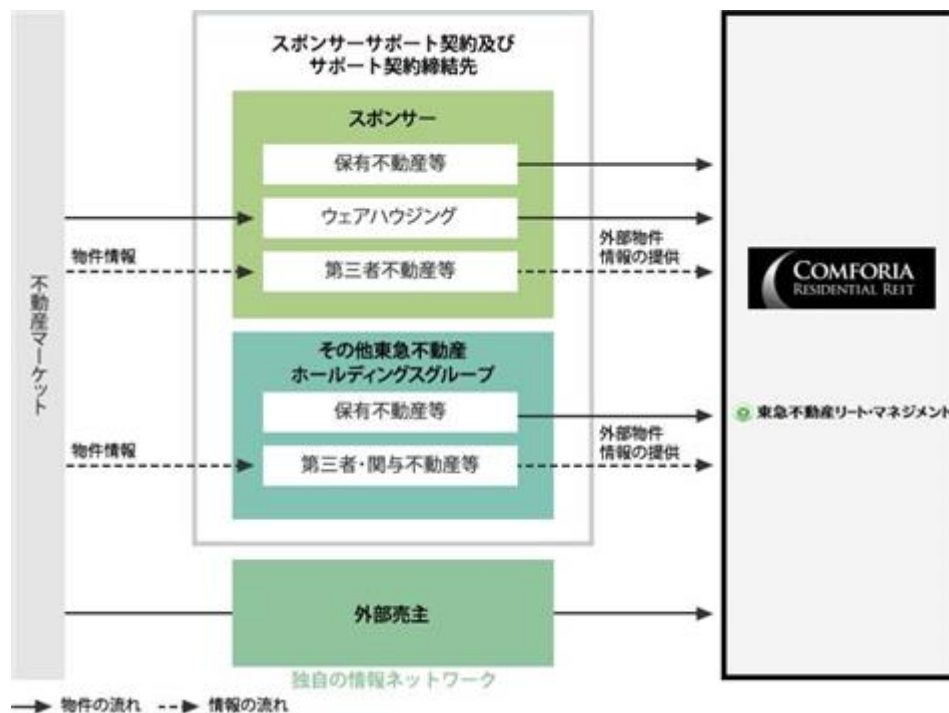 スポンサーサポート契約及び
サポート契約締結先
スポンサー
保有不動産等
ウェアハウジング
物件情報
第三者不動産等
外部物件
情報の提供
不動産マーケット
COMFORIA
RESIDENTIAL REIT
その他東急不動産
ホールディングスグループ
保有不動産等
物件情報
第三者・関与不動産等
外部物件
情報の提供
東急不動産リート・マネジメント
外部売主
独自の情報ネットワーク
物件の流れ
情報の流れ